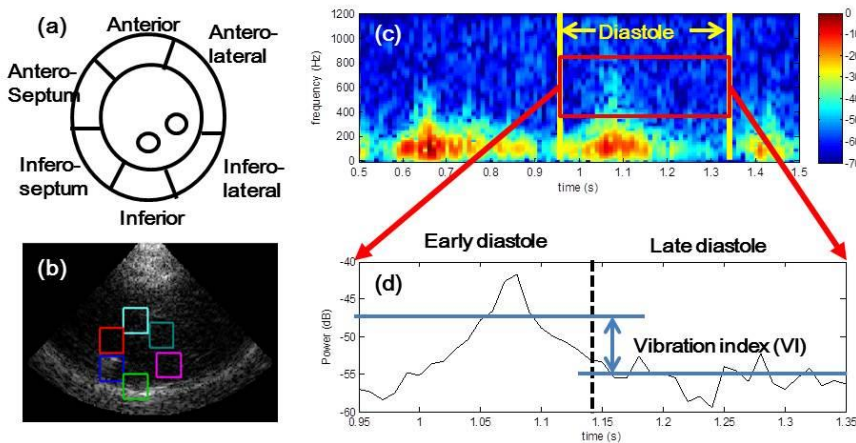 (a)
Anterior
Antero-
lateral
Antero-
Septum
Infero-
septum
Infero-
lateral
Inferior
(b)
(c)
Diastole
frequency (Hz)
1200
1000
800
600
400
200
0
0.5 0.6 0.7 0.8 0.9 1 1.1 1.2 1.3 1.4 1.5
time (s)
0
-10
-20
-30
-40
-50
-60
-70
Early diastole
Late diastole
(d)
Power (dB)
-40
-45
-50
-55
-60
Vibration index (VI)
0.95 1 1.05 1.1 1.15 1.2 1.25 1.3 1.35
time (s)